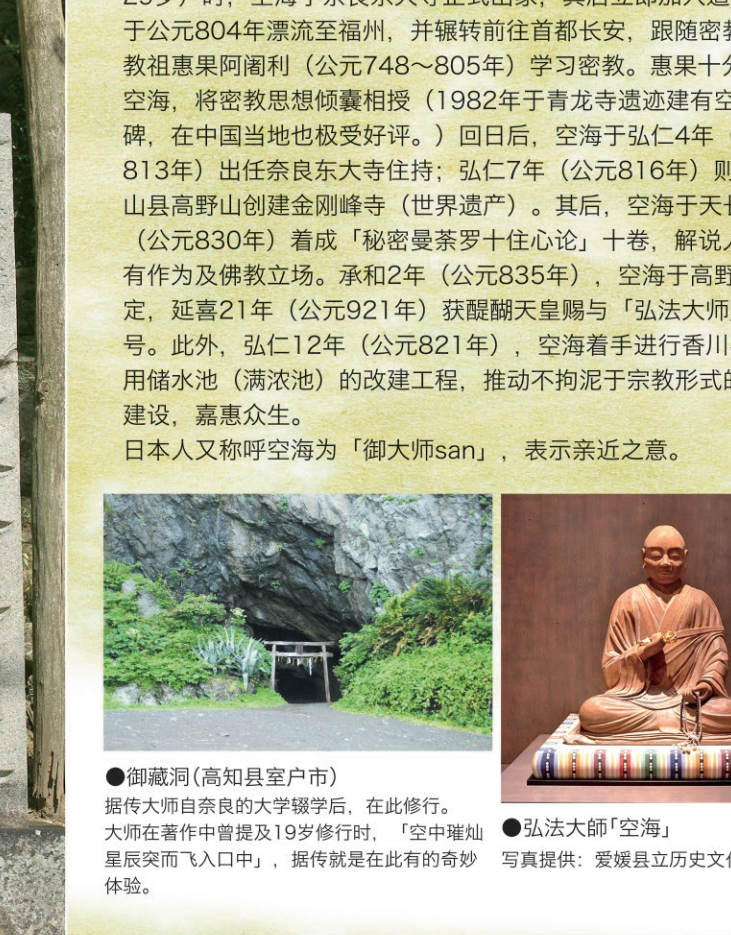 于公元804年漂流至福州，并辗转前往首都长安，跟随密教
教祖惠果阿阇利（公元748～805年）学习密教。惠果十分
空海，将密教思想倾囊相授（1982年于青龙寺遗迹建有空
碑，在中国当地也极受好评。）回日后，空海于弘仁4年（
813年）出任奈良东大寺住持；弘仁7年（公元816年）则
山县高野山创建金刚峰寺（世界遗产）。其后，空海于天长
（公元830年）着成「秘密曼荼罗十住心论」十卷，解说人
有作为及佛教立场。承和2年（公元835年），空海于高野
定，延喜21年（公元921年）获醍醐天皇赐与「弘法大师
号。此外，弘仁12年（公元821年），空海着手进行香川
用储水池（满浓池）的改建工程，推动不拘泥于宗教形式的
建设，嘉惠众生。
日本人又称呼空海为「御大师san」，表示亲近之意。
●御藏洞（高知县室户市）
据传大师自奈良的大学辍学后，在此修行。
大师在著作中曾提及19岁修行时，「空中璀灿
星辰突而飞入口中」，据传就是在此有的奇妙
体验。
●弘法大師「空海」
写真提供：爱媛县立历史文化